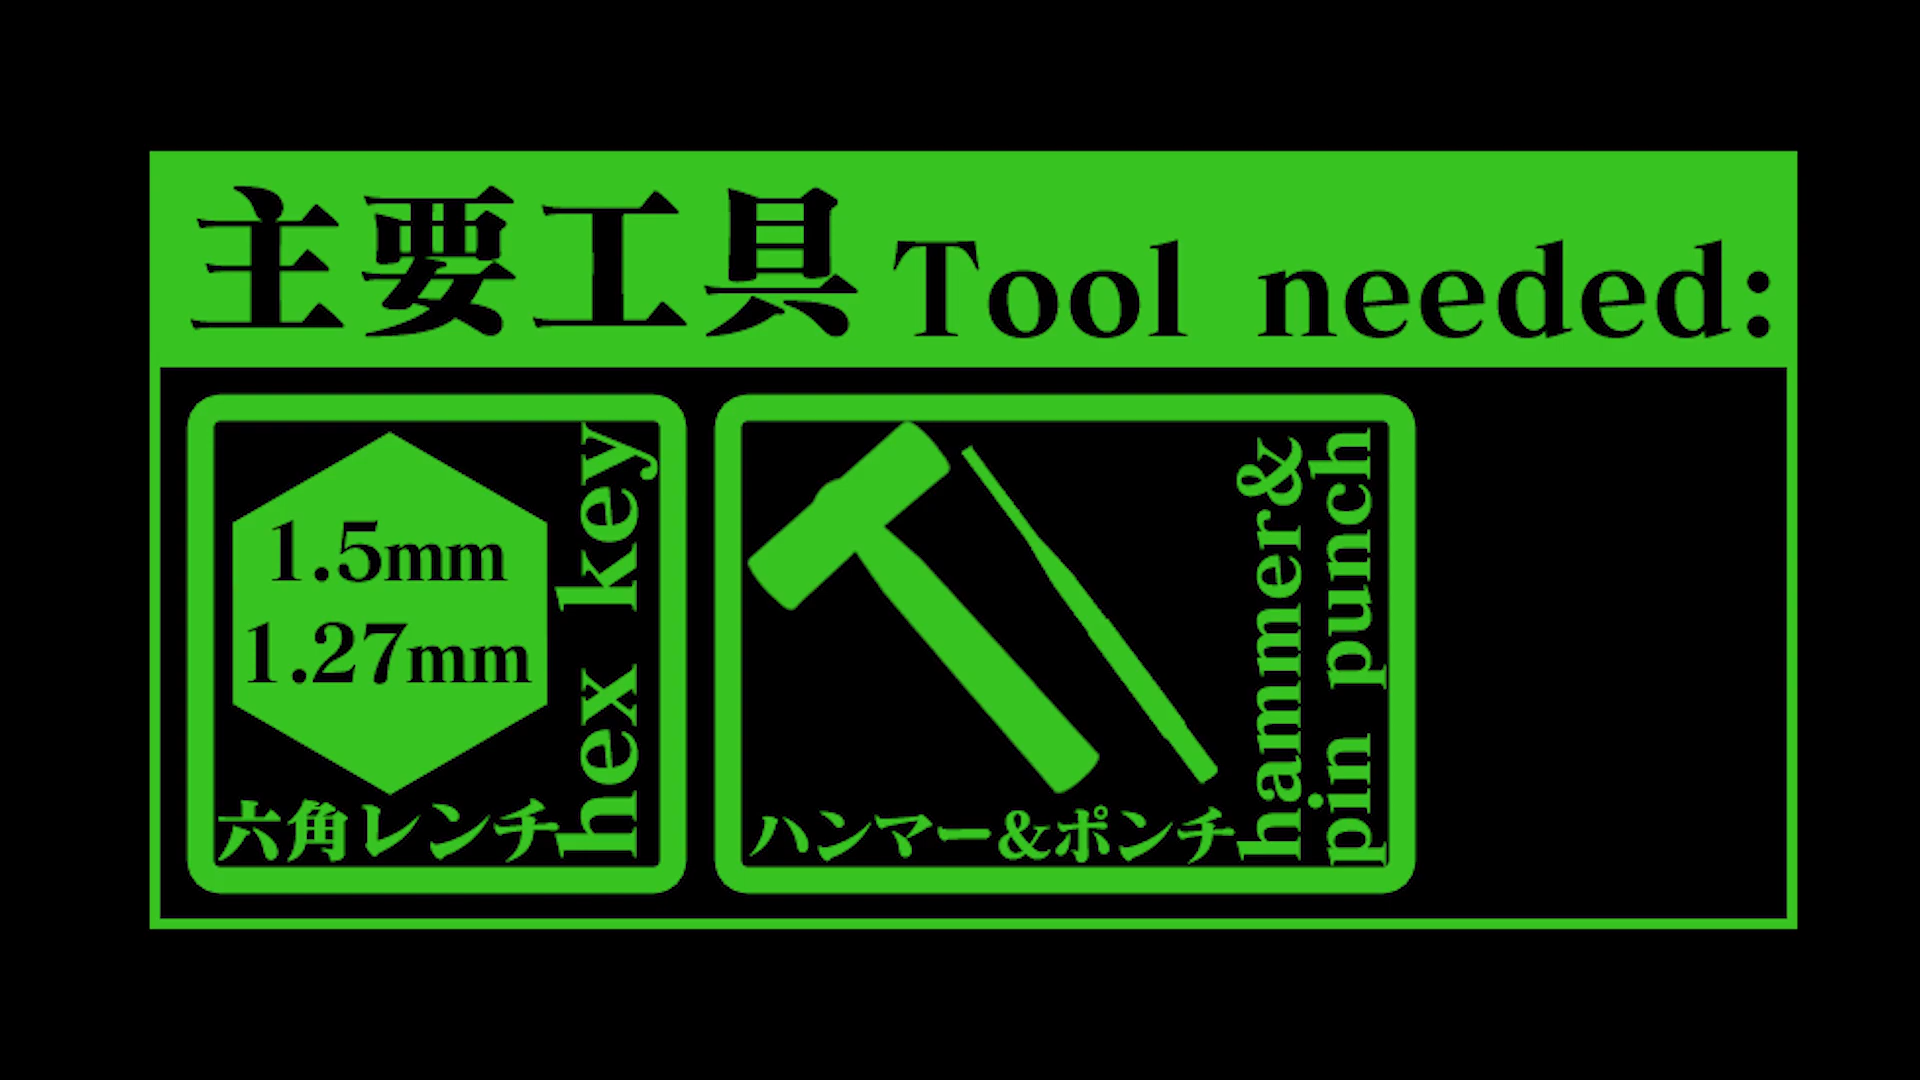 主要工具 Tool needed:
1.5mm
1.27mm
六角レンチ
hex key
ハンマー&ポンチ
hammer&
pin punch